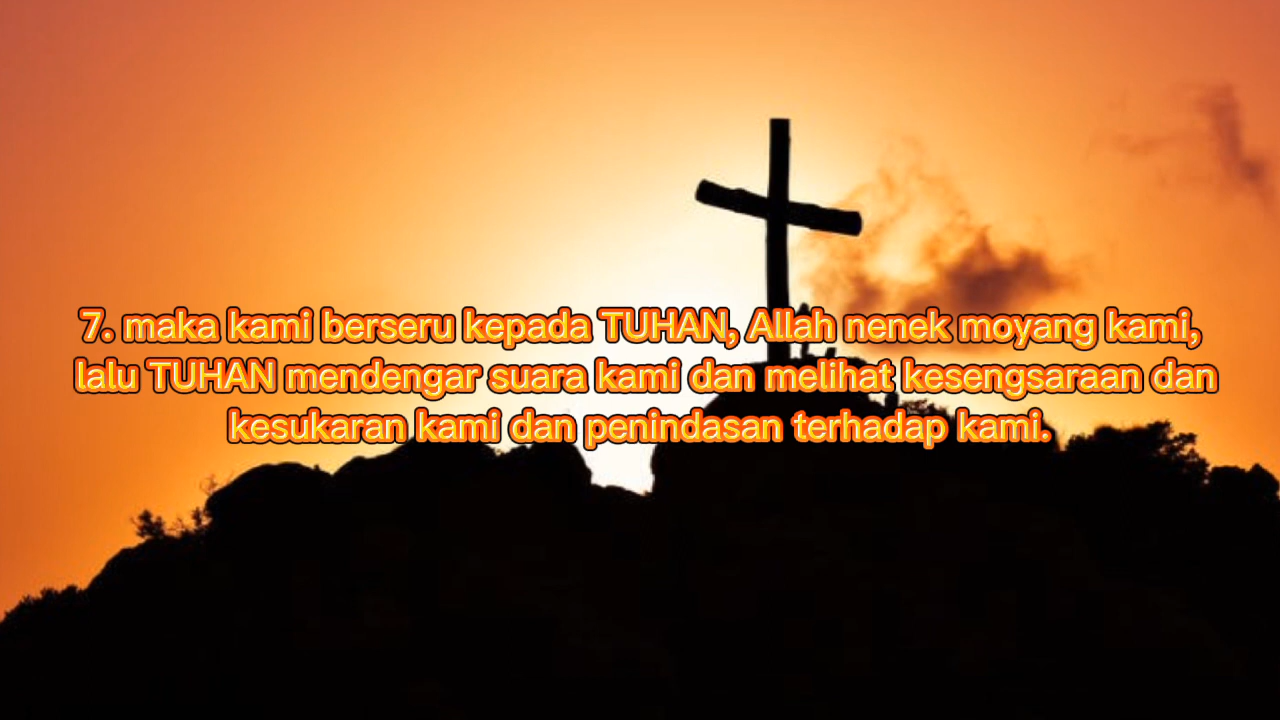 7. maka kami berseru kepada TUHAN, Allah nenek moyang kami,
lalu TUHAN mendengar suara kami dan melihat kesengsaraan dan
kesukaran kami dan penindasan terhadap kami.